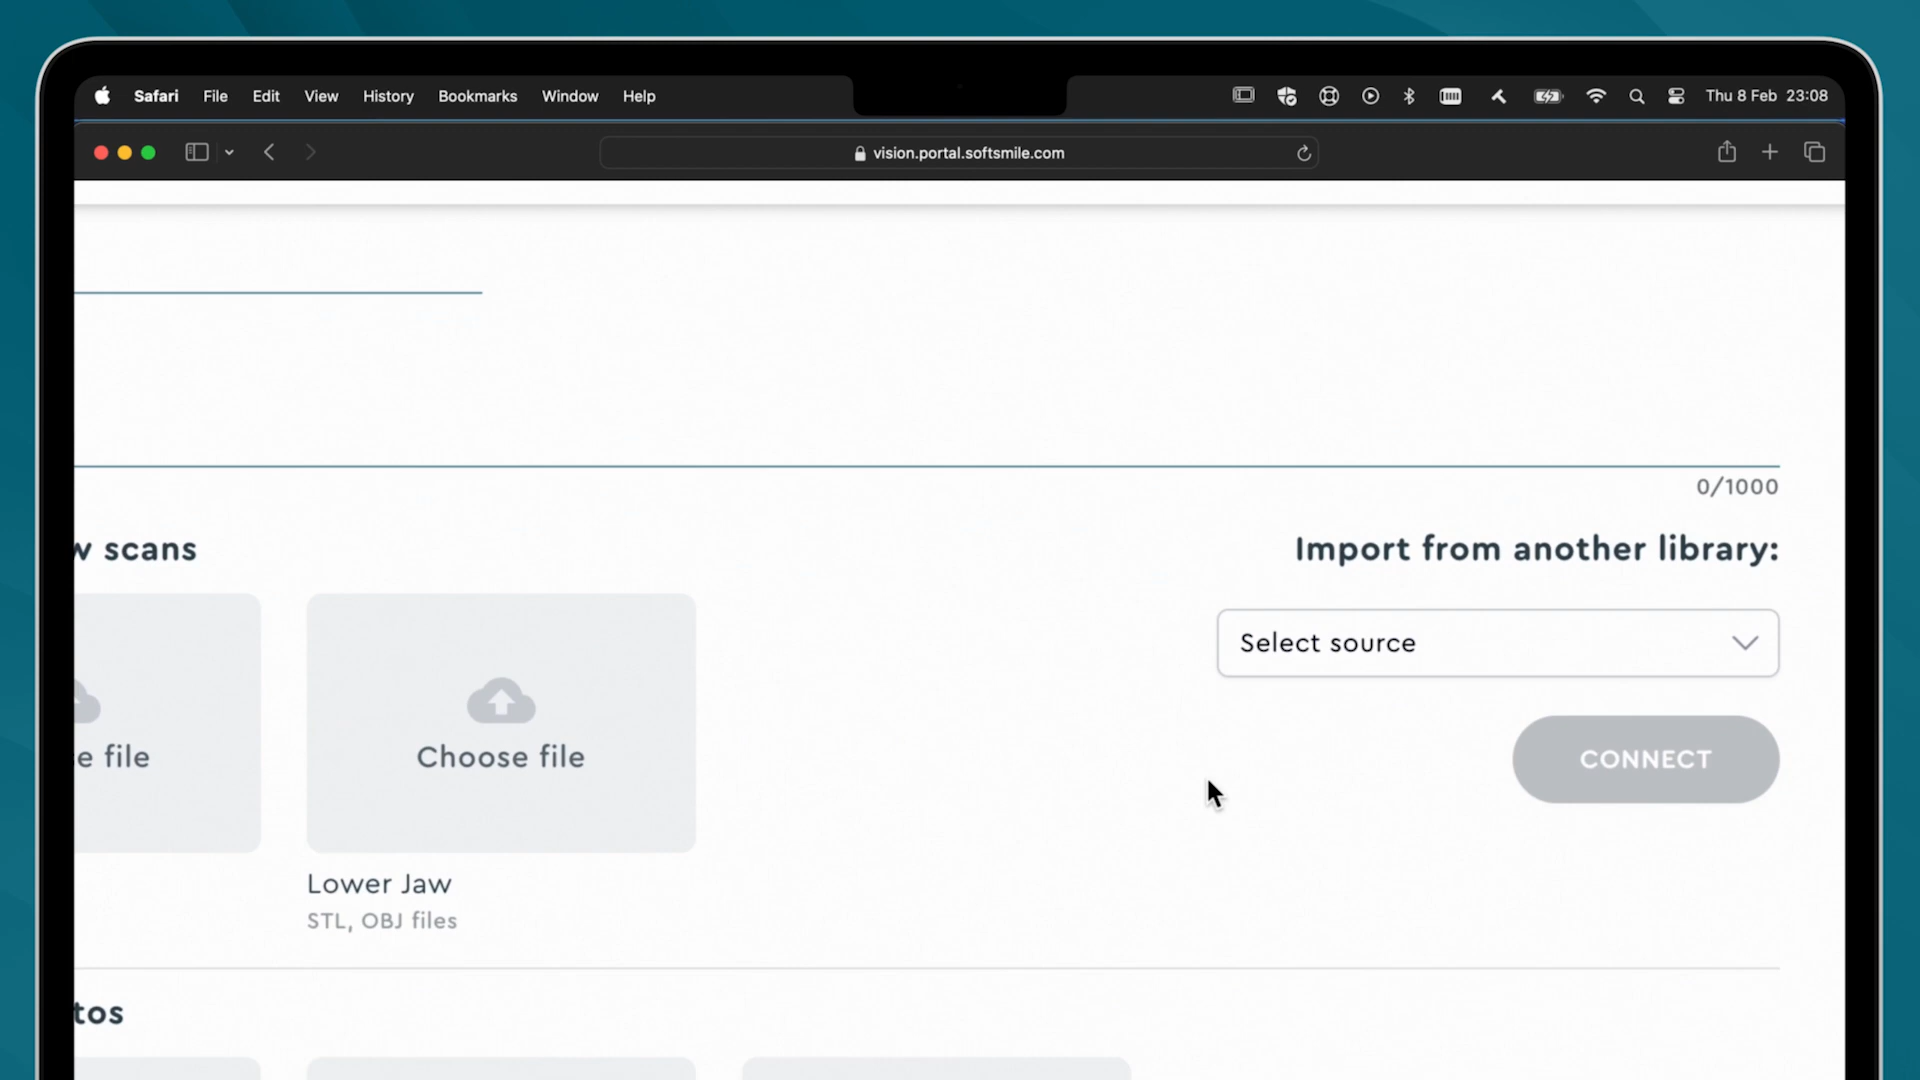 Safari File Edit View History Bookmarks Window Help Thu 8 Feb 23:08
vision.portal.softsmile.com
0/1000
w scans
Import from another library:
Select source
e file
Choose file
CONNECT
Lower Jaw
STL, OBJ files
tos